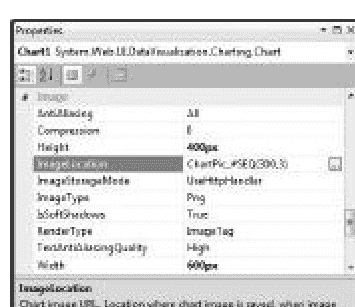 Properties
Chart1 System.Web.UI.DataVisualization.Charting.Chart
Image
AntiAliasing All
Compression 0
Height 400px
ImageLocation ChartPic_#SEQ(300,3)
ImageStorageMode UseHttpHandler
ImageType Png
IsSoftShadows True
RenderType ImageTag
TextAntiAliasingQuality High
Width 600px
ImageLocation
Chart image URL. Location where chart image is saved, when image